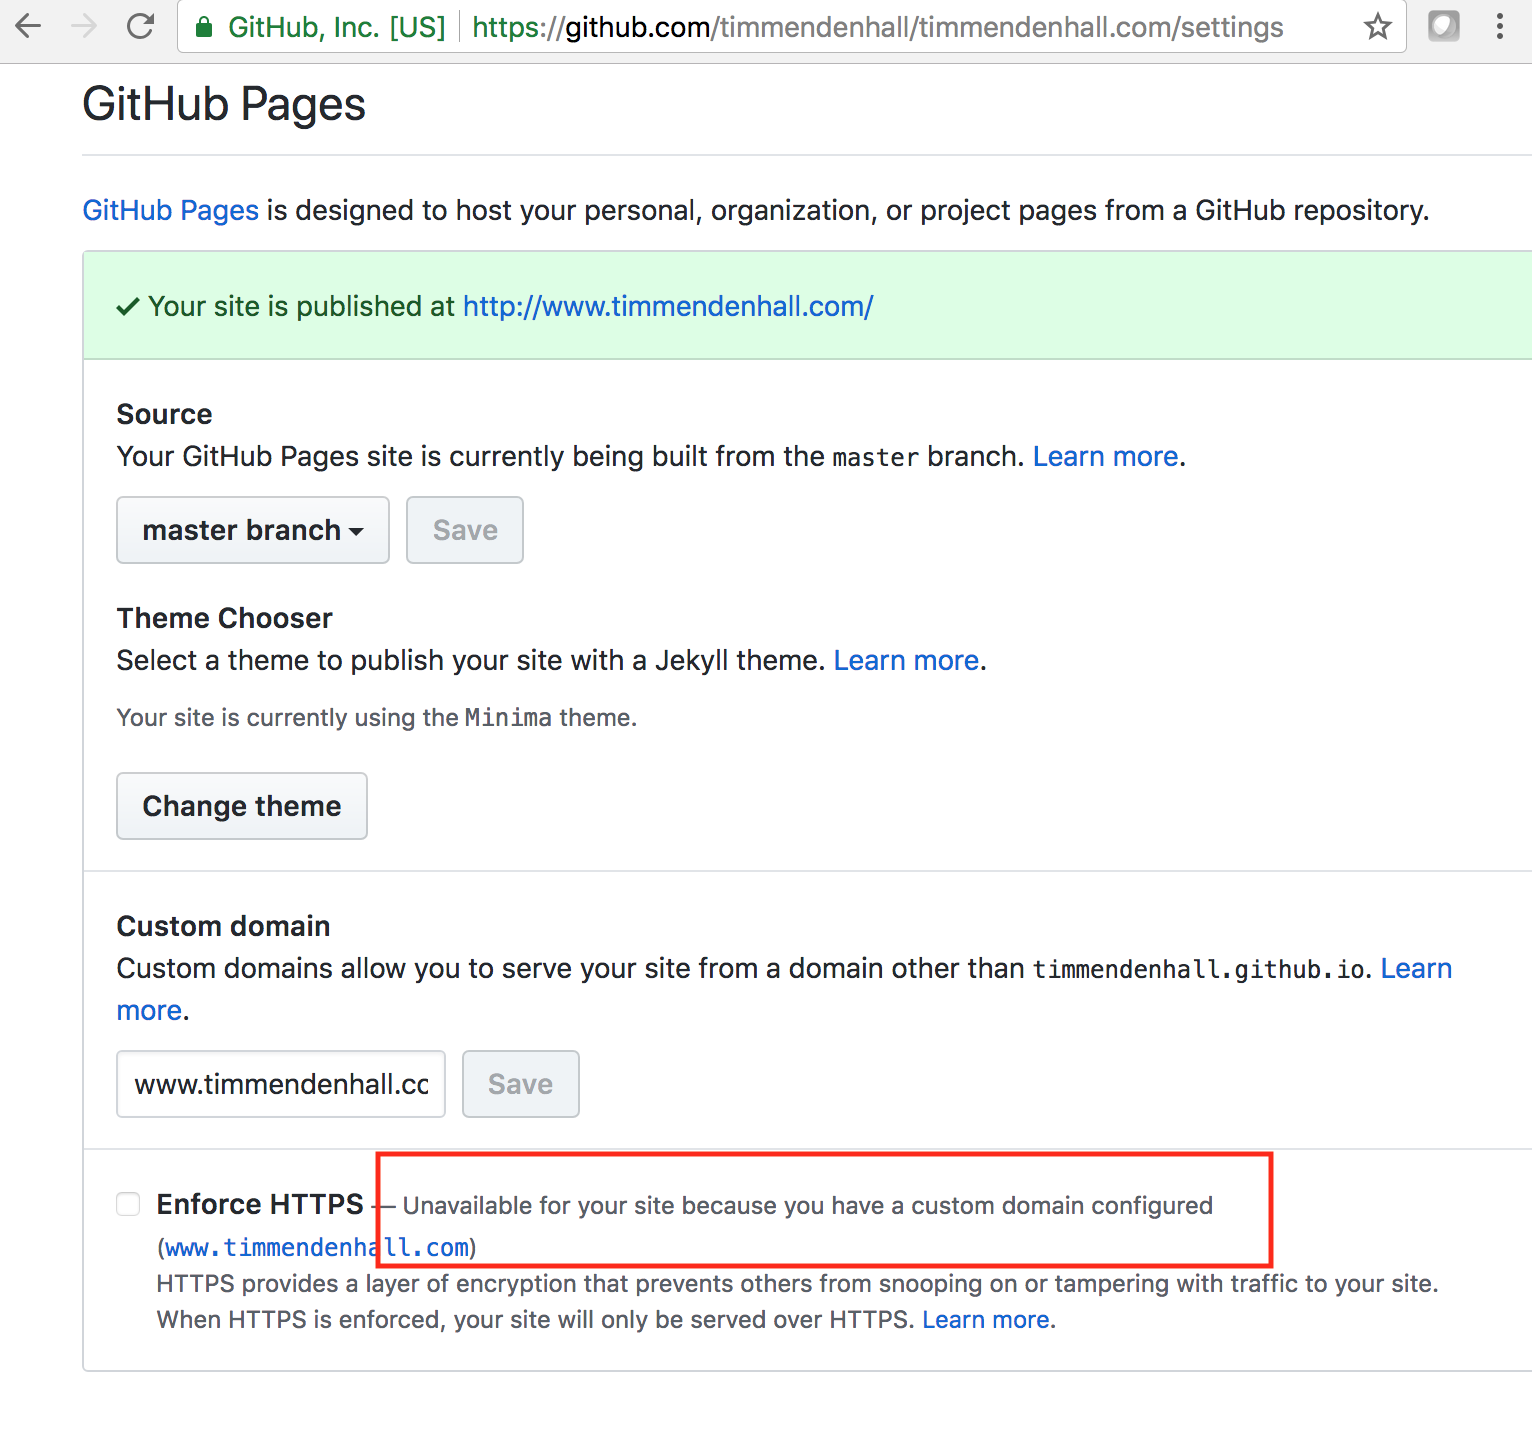 GitHub, Inc. [US] https://github.com/timmendenhall/timmendenhall.com/settings
GitHub Pages
GitHub Pages is designed to host your personal, organization, or project pages from a GitHub repository.
✓ Your site is published at http://www.timmendenhall.com/
Source
Your GitHub Pages site is currently being built from the master branch. Learn more.
master branch Save
Theme Chooser
Select a theme to publish your site with a Jekyll theme. Learn more.
Your site is currently using the Minima theme.
Change theme
Custom domain
Custom domains allow you to serve your site from a domain other than timmendenhall.github.io. Learn
more.
www.timmendenhall.cc Save
Enforce HTTPS — Unavailable for your site because you have a custom domain configured
(www.timmendenhall.com)
HTTPS provides a layer of encryption that prevents others from snooping on or tampering with traffic to your site.
When HTTPS is enforced, your site will only be served over HTTPS. Learn more.